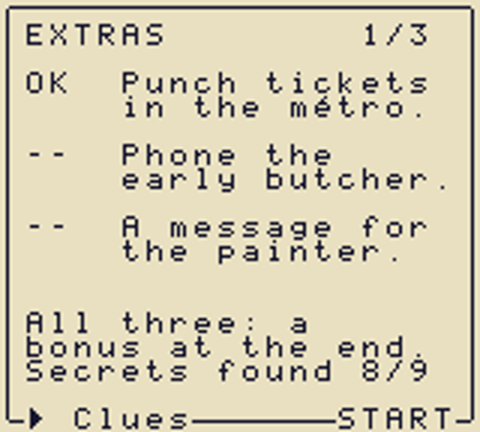 EXTRAS 1/3
OK Punch tickets
in the métro.
-- Phone the
early butcher.
-- A message for
the painter.
All three: a
bonus at the end.
Secrets found 8/9
Clues START